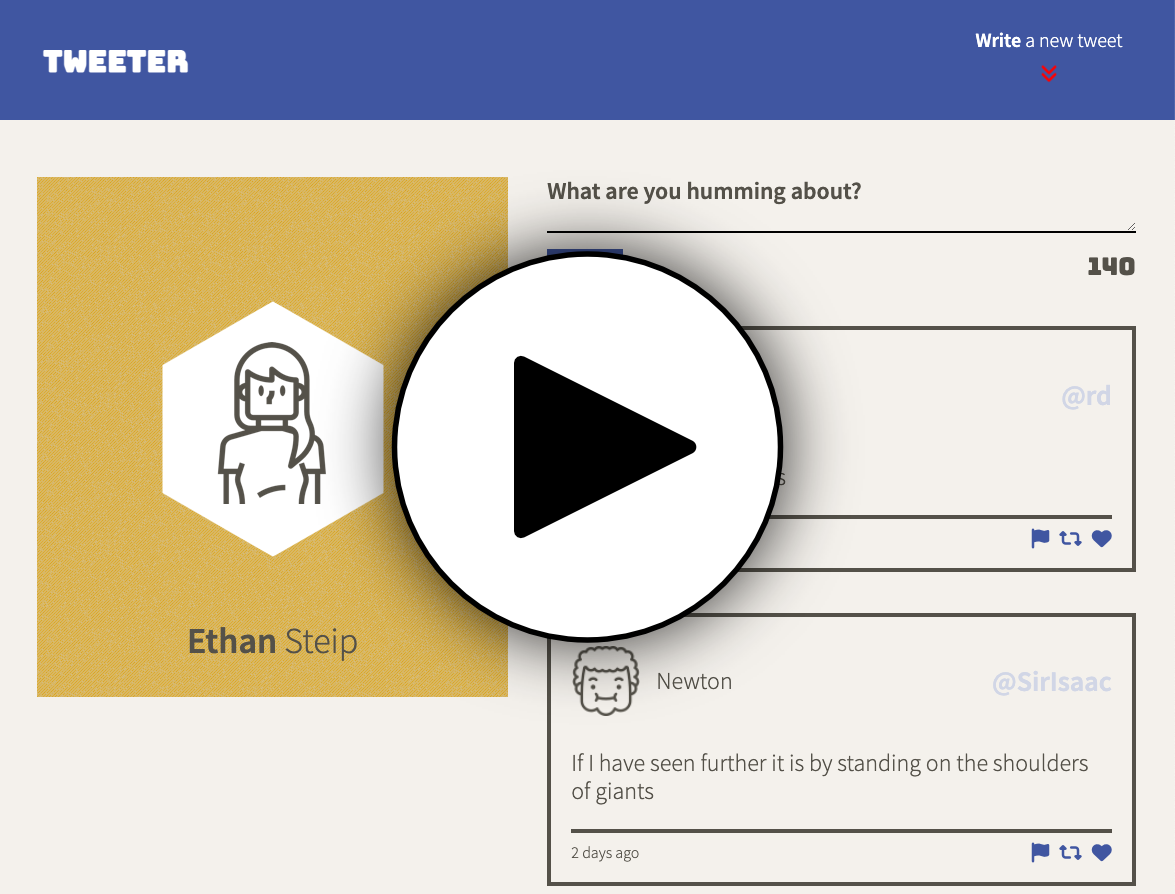 TWEETER
Write a new tweet
What are you humming about?
140
@rd
Ethan Steip
Newton
@SirIsaac
If I have seen further it is by standing on the shoulders
of giants
2 days ago